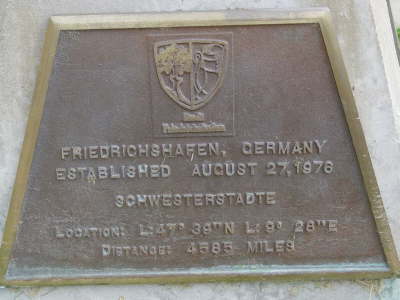 FRIEDRICHSHAFEN, GERMANY
ESTABLISHED AUGUST 27, 1976
SCHWESTERSTADTE
LOCATION: L: 47° 39"N L: 9° 28"E
DISTANCE: 4585 MILES